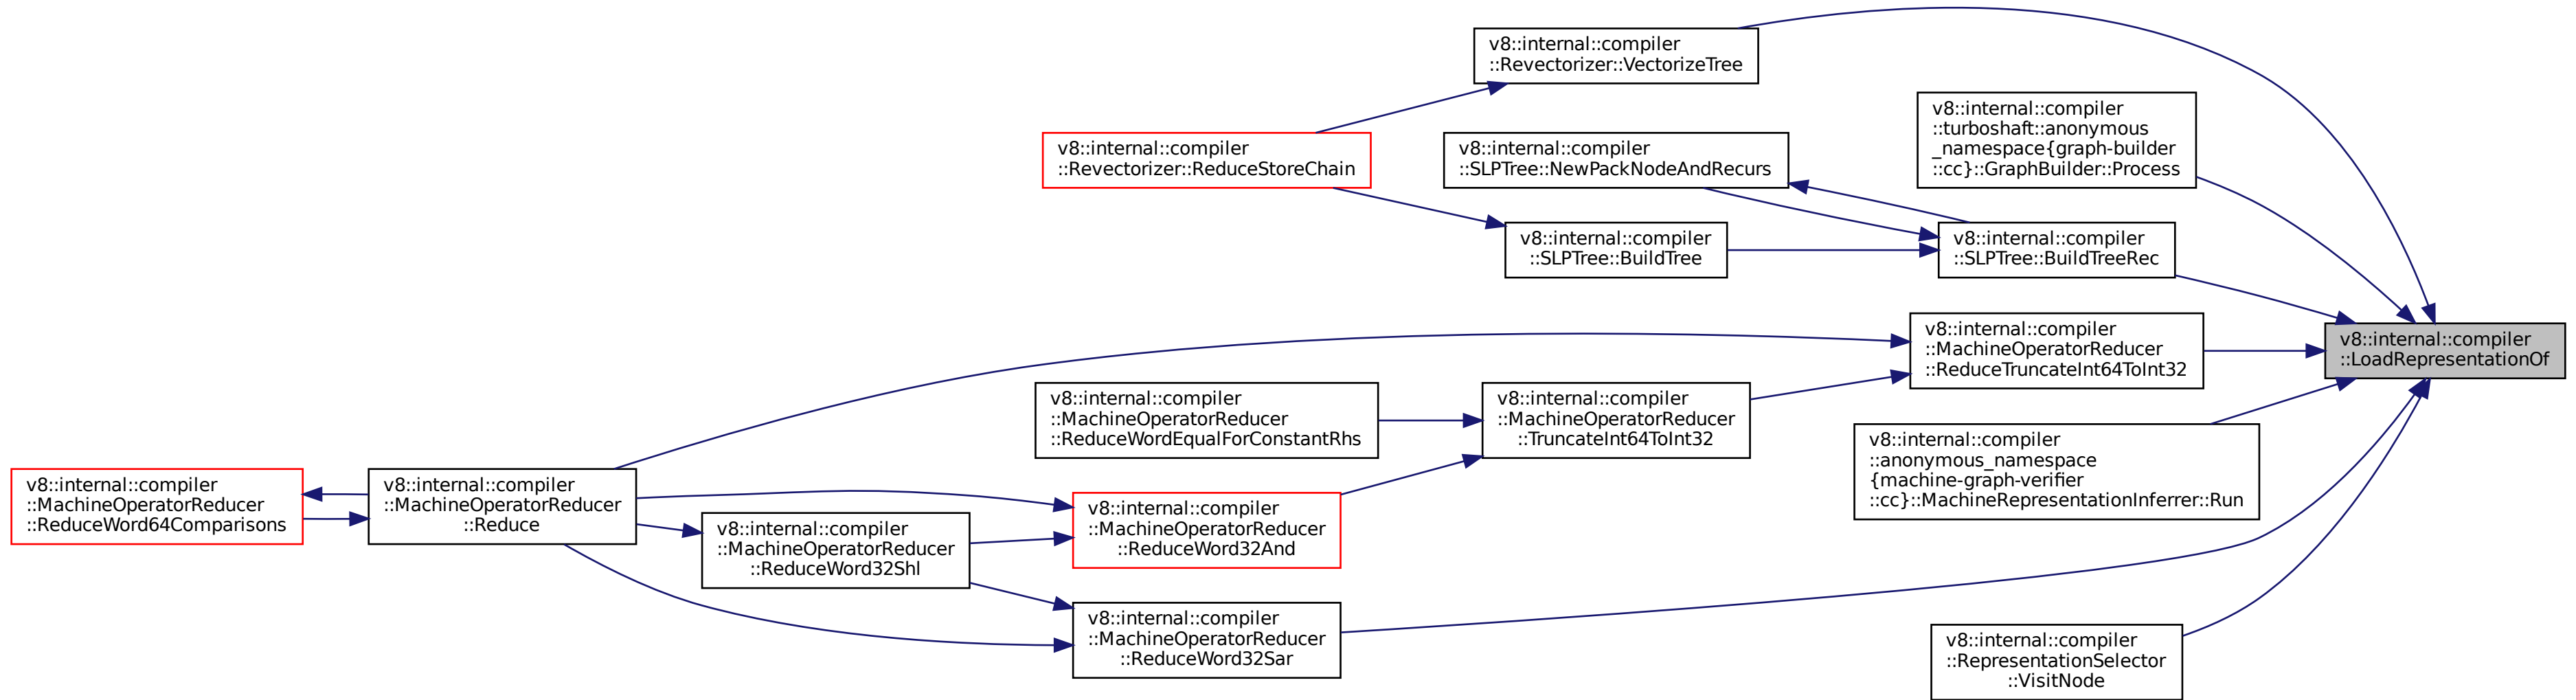 v8::internal::compiler
::Revectorizer::VectorizeTree
v8::internal::compiler
::turboshaft::anonymous
_namespace{graph-builder
::cc}::GraphBuilder::Process
v8::internal::compiler
::Revectorizer::ReduceStoreChain
v8::internal::compiler
::SLPTree::NewPackNodeAndRecurs
v8::internal::compiler
::SLPTree::BuildTree
v8::internal::compiler
::SLPTree::BuildTreeRec
v8::internal::compiler
::MachineOperatorReducer
::ReduceTruncateInt64ToInt32
v8::internal::compiler
::LoadRepresentationOf
v8::internal::compiler
::MachineOperatorReducer
::ReduceWordEqualForConstantRhs
v8::internal::compiler
::MachineOperatorReducer
::TruncateInt64ToInt32
v8::internal::compiler
::anonymous_namespace
{machine-graph-verifier
::cc}::MachineRepresentationInferrer::Run
v8::internal::compiler
::MachineOperatorReducer
::ReduceWord64Comparisons
v8::internal::compiler
::MachineOperatorReducer
::Reduce
v8::internal::compiler
::MachineOperatorReducer
::ReduceWord32Shl
v8::internal::compiler
::MachineOperatorReducer
::ReduceWord32And
v8::internal::compiler
::MachineOperatorReducer
::ReduceWord32Sar
v8::internal::compiler
::RepresentationSelector
::VisitNode